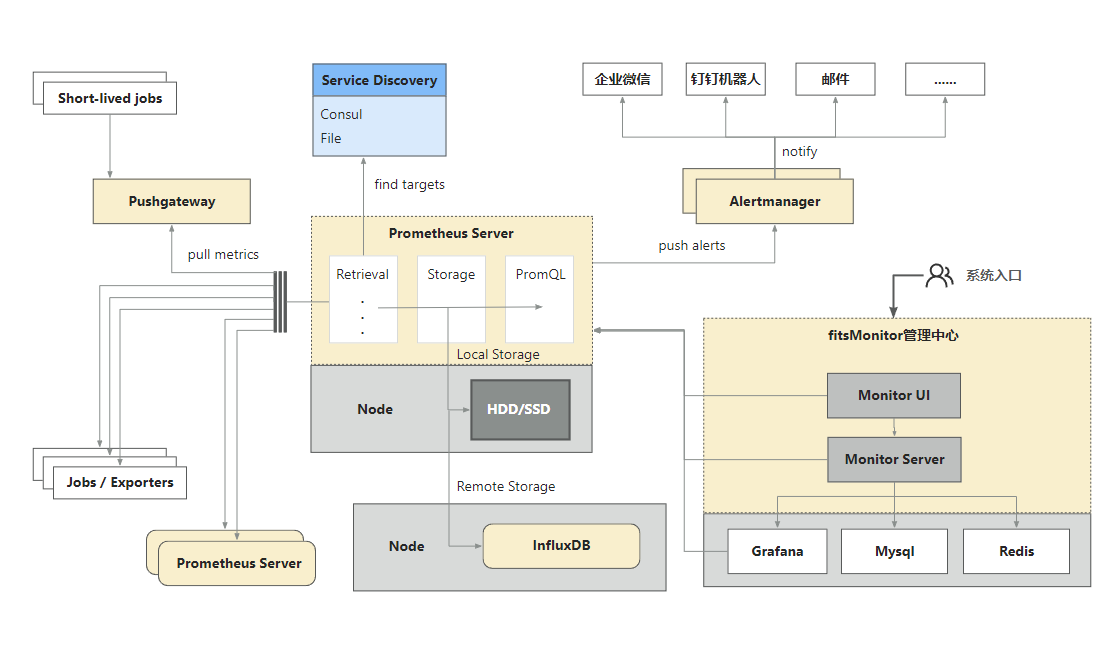 Short-lived jobs
Pushgateway
pull metrics
Jobs / Exporters
Prometheus Server
Service Discovery
Consul
File
find targets
Prometheus Server
Retrieval
Storage
PromQL
Local Storage
Node
HDD/SSD
Remote Storage
Node
InfluxDB
企业微信
钉钉机器人
邮件
......
notify
Alertmanager
push alerts
系统入口
fitsMonitor管理中心
Monitor UI
Monitor Server
Grafana
Mysql
Redis